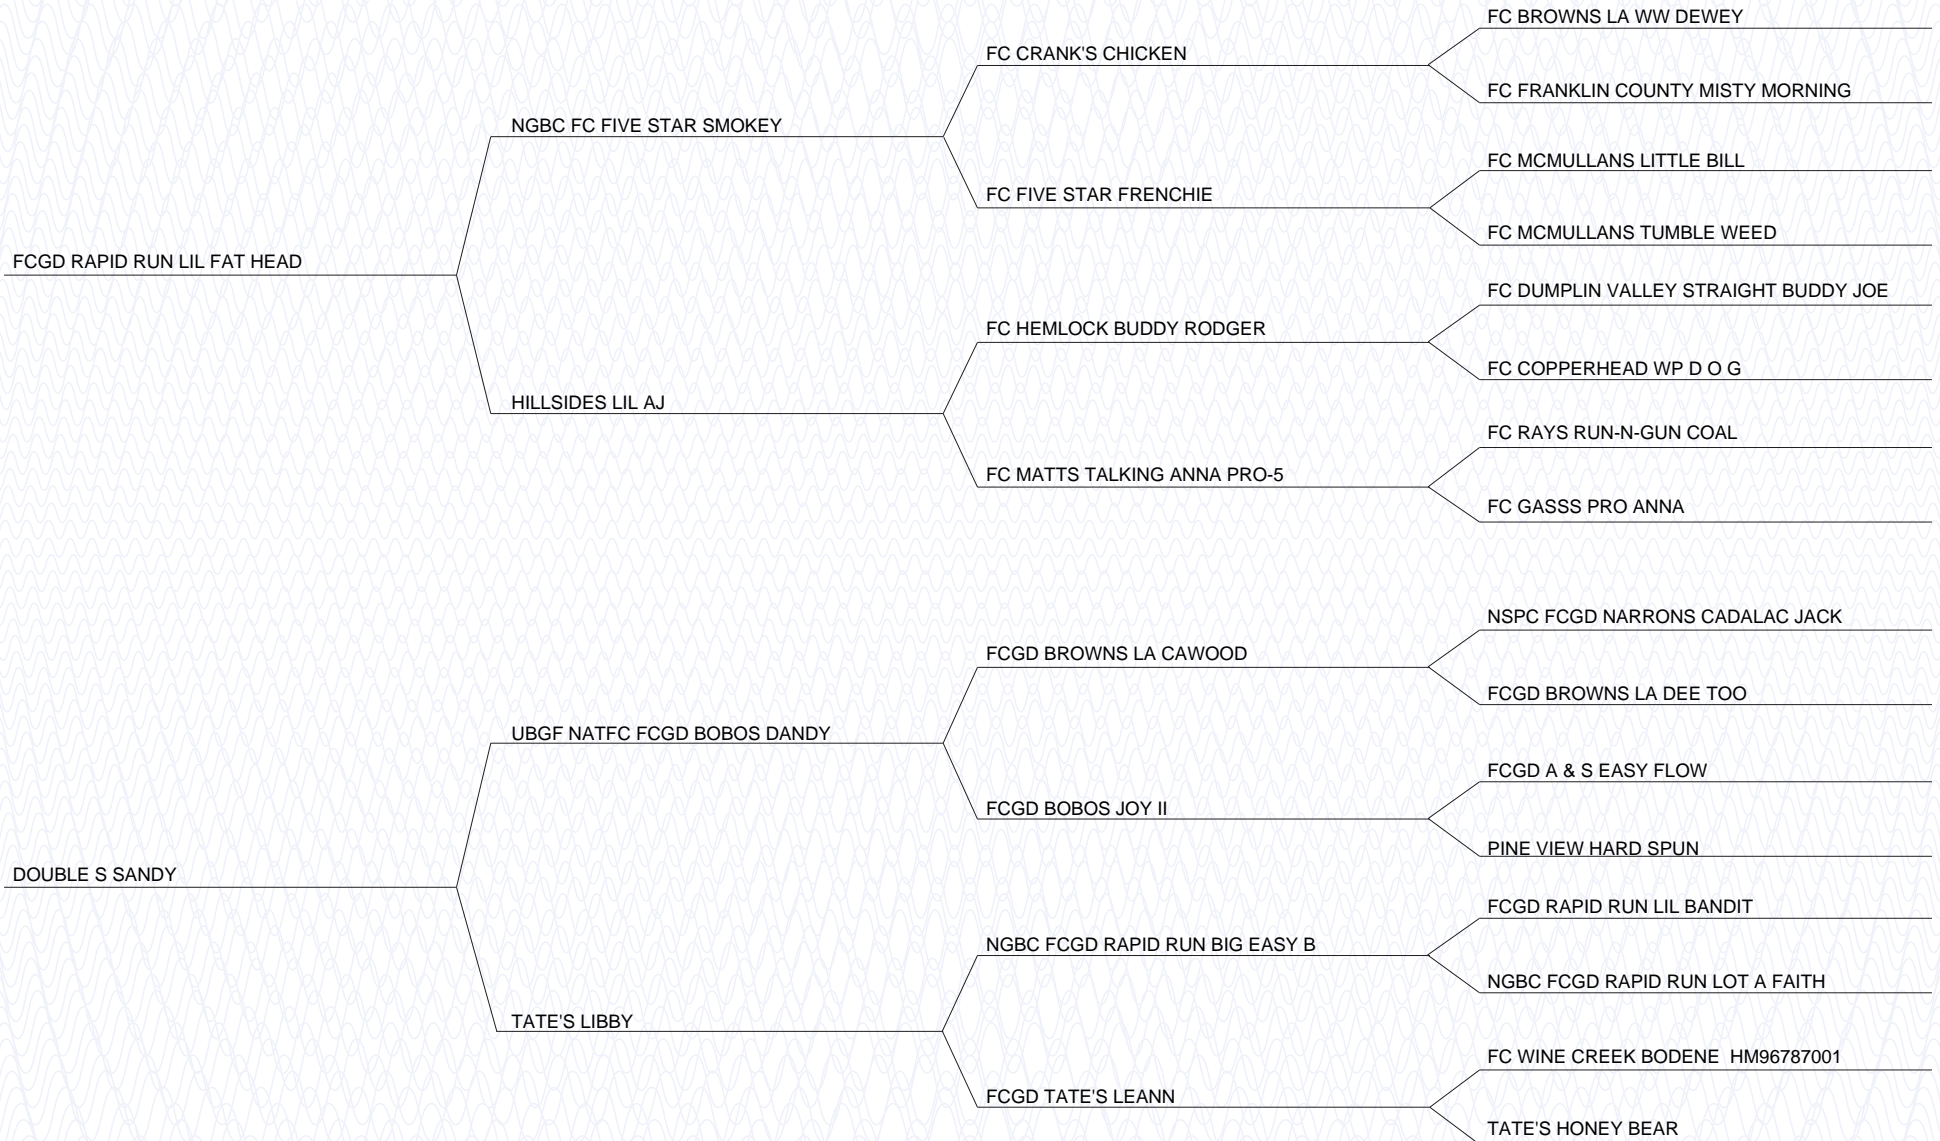 FC BROWNS LA WW DEWEY
FC CRANK'S CHICKEN
FC FRANKLIN COUNTY MISTY MORNING
NGBC FC FIVE STAR SMOKEY
FC MCMULLANS LITTLE BILL
FC FIVE STAR FRENCHIE
FC MCMULLANS TUMBLE WEED
FCGD RAPID RUN LIL FAT HEAD
FC DUMPLIN VALLEY STRAIGHT BUDDY JOE
FC HEMLOCK BUDDY RODGER
FC COPPERHEAD WP D O G
HILLSIDES LIL AJ
FC RAYS RUN-N-GUN COAL
FC MATTS TALKING ANNA PRO-5
FC GASSS PRO ANNA
NSPC FCGD NARRONS CADALAC JACK
FCGD BROWNS LA CAWOOD
FCGD BROWNS LA DEE TOO
UBGF NATFC FCGD BOBOS DANDY
FCGD A & S EASY FLOW
FCGD BOBOS JOY II
PINE VIEW HARD SPUN
DOUBLE S SANDY
FCGD RAPID RUN LIL BANDIT
NGBC FCGD RAPID RUN BIG EASY B
NGBC FCGD RAPID RUN LOT A FAITH
TATE'S LIBBY
FC WINE CREEK BODENE  HM96787001
FCGD TATE'S LEANN
TATE'S HONEY BEAR